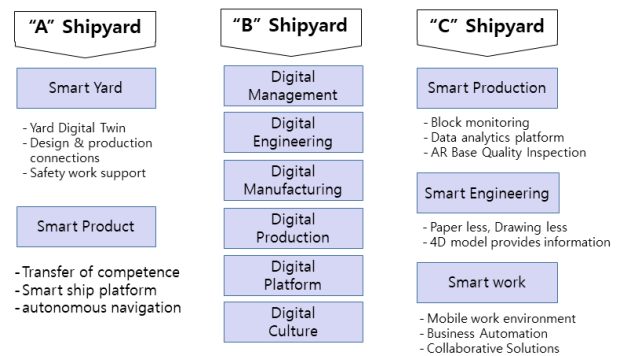 “A” Shipyard
Smart Yard
- Yard Digital Twin
- Design & production
connections
- Safety work support
Smart Product
- Transfer of competence
- Smart ship platform
- autonomous navigation
“B” Shipyard
Digital
Management
Digital
Engineering
Digital
Manufacturing
Digital
Production
Digital
Platform
Digital
Culture
“C” Shipyard
Smart Production
- Block monitoring
- Data analytics platform
- AR Base Quality Inspection
Smart Engineering
- Paper less, Drawing less
- 4D model provides information
Smart work
- Mobile work environment
- Business Automation
- Collaborative Solutions